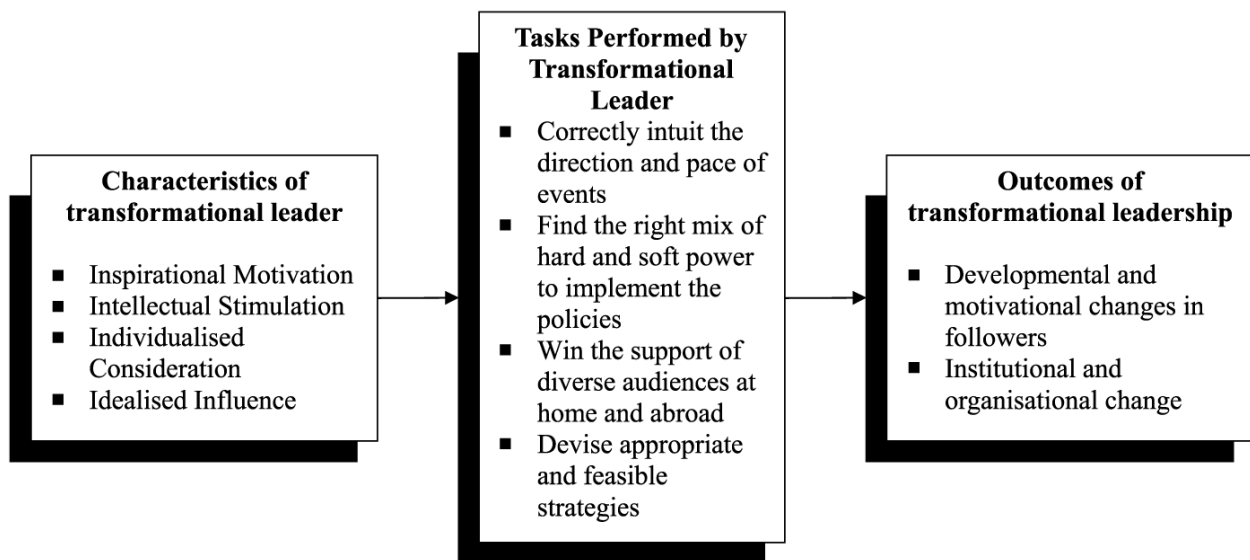 Characteristics of
transformational leader
▪ Inspirational Motivation
▪ Intellectual Stimulation
▪ Individualised
Consideration
▪ Idealised Influence
Tasks Performed by
Transformational
Leader
▪ Correctly intuit the
direction and pace of
events
▪ Find the right mix of
hard and soft power
to implement the
policies
▪ Win the support of
diverse audiences at
home and abroad
▪ Devise appropriate
and feasible
strategies
Outcomes of
transformational leadership
▪ Developmental and
motivational changes in
followers
▪ Institutional and
organisational change